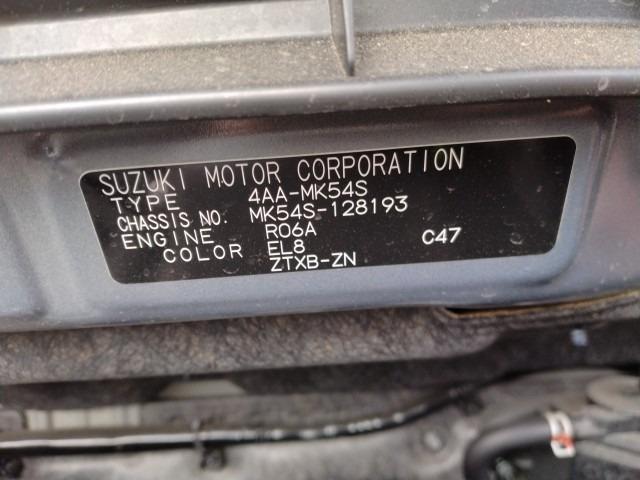 SUZUKI MOTOR CORPORATION
TYPE 4AA-MK54S
CHASSIS NO. MK54S-128193
ENGINE R06A C47
COLOR EL8
ZTXB-ZN